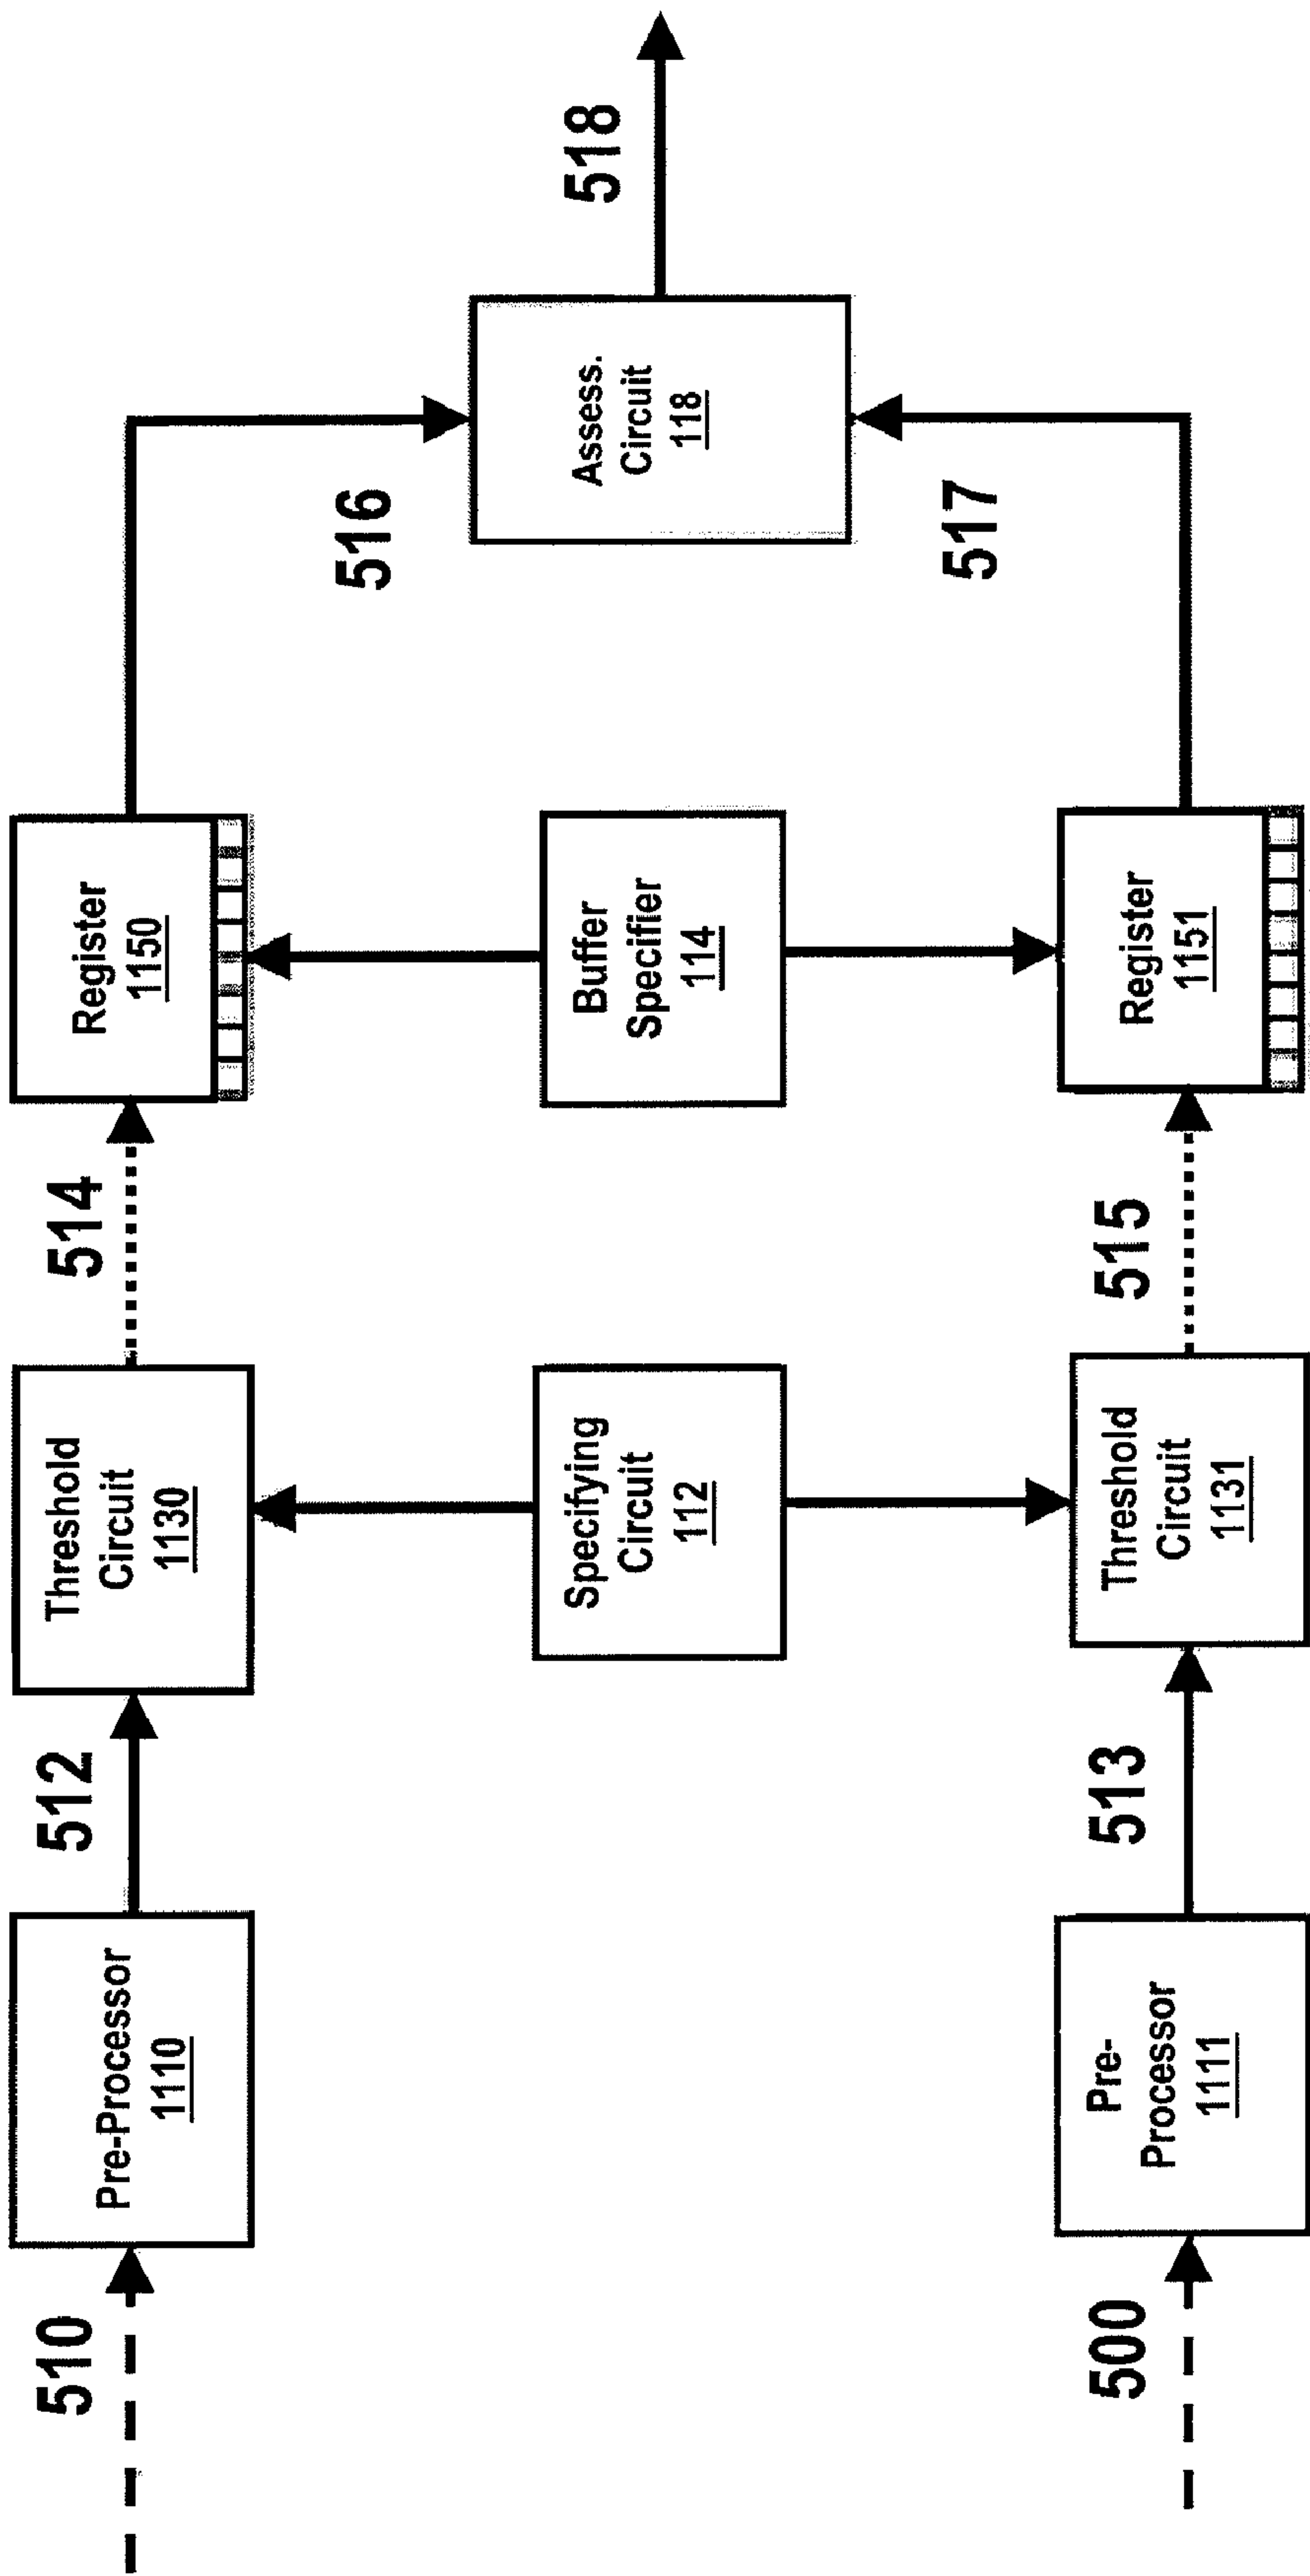 510
Pre-Processor
1110
512
Threshold
Circuit
1130
514
Register
1150
516
Specifying
Circuit
112
Buffer
Specifier
114
Assess.
Circuit
118
518
500
Pre-
Processor
1111
513
Threshold
Circuit
1131
515
Register
1151
517